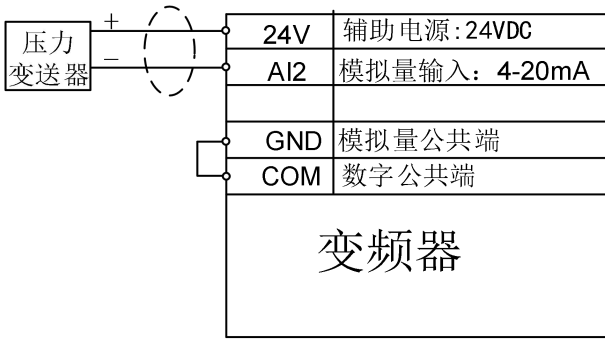 压力
变送器
+
−
24V 辅助电源:24VDC
AI2 模拟量输入：4-20mA
GND 模拟量公共端
COM 数字公共端
变频器